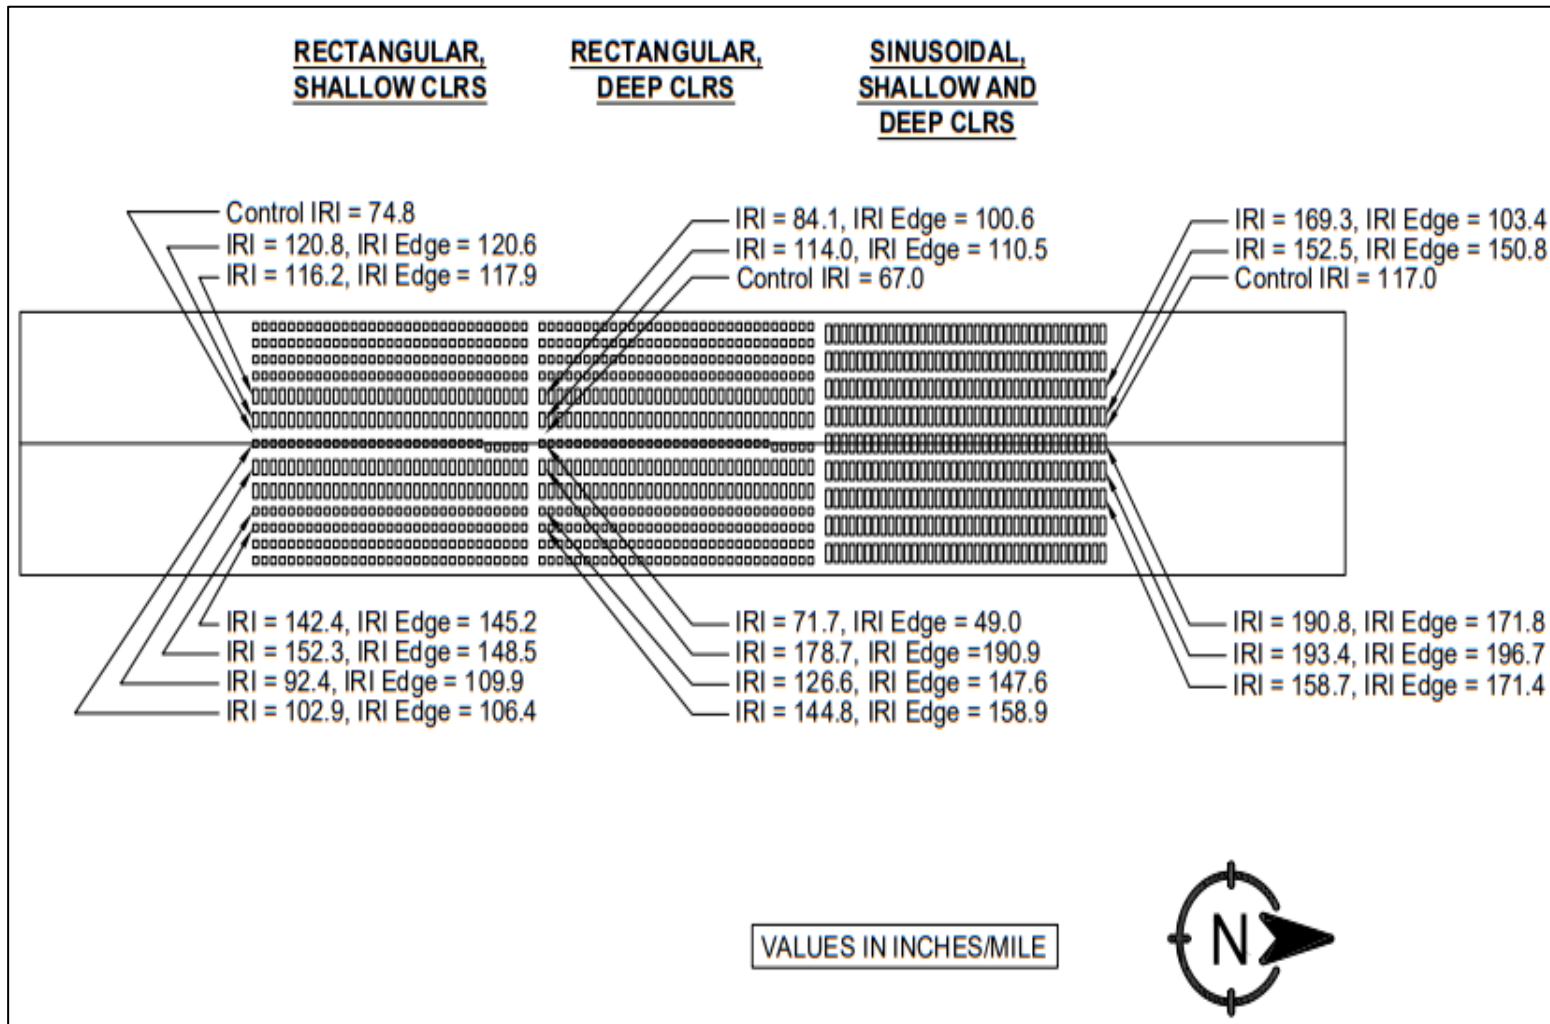 RECTANGULAR,
SHALLOW CLRS
RECTANGULAR,
DEEP CLRS
SINUSOIDAL,
SHALLOW AND
DEEP CLRS
Control IRI = 74.8
IRI = 120.8, IRI Edge = 120.6
IRI = 116.2, IRI Edge = 117.9
IRI = 84.1, IRI Edge = 100.6
IRI = 114.0, IRI Edge = 110.5
Control IRI = 67.0
IRI = 169.3, IRI Edge = 103.4
IRI = 152.5, IRI Edge = 150.8
Control IRI = 117.0
IRI = 142.4, IRI Edge = 145.2
IRI = 152.3, IRI Edge = 148.5
IRI = 92.4, IRI Edge = 109.9
IRI = 102.9, IRI Edge = 106.4
IRI = 71.7, IRI Edge = 49.0
IRI = 178.7, IRI Edge =190.9
IRI = 126.6, IRI Edge = 147.6
IRI = 144.8, IRI Edge = 158.9
IRI = 190.8, IRI Edge = 171.8
IRI = 193.4, IRI Edge = 196.7
IRI = 158.7, IRI Edge = 171.4
VALUES IN INCHES/MILE
N